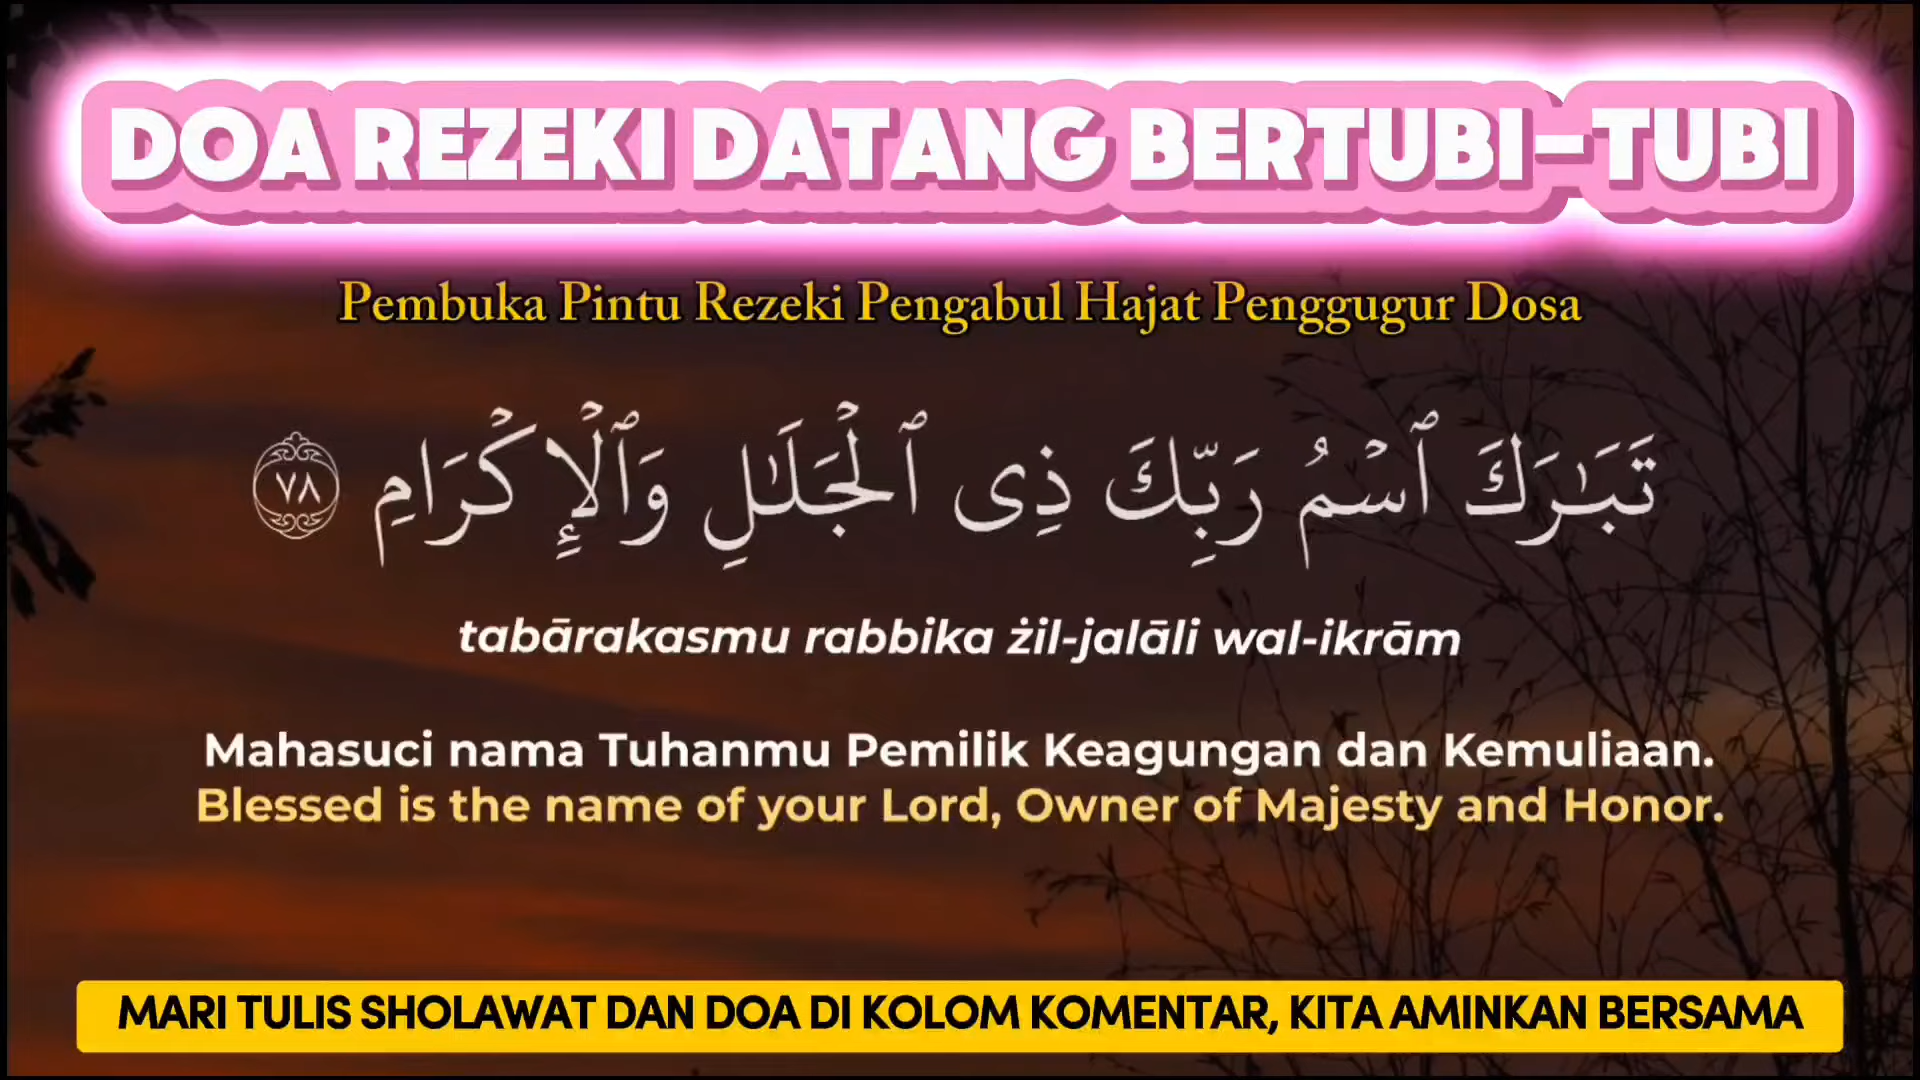 DOA REZEKI DATANG BERTUBI-TUBI
Pembuka Pintu Rezeki Pengabul Hajat Penggugur Dosa
تَبَـٰرَكَ ٱسْمُ رَبِّكَ ذِى ٱلْجَلَـٰلِ وَٱلْإِكْرَامِ ٧٨
tabārakasmu rabbika żil-jalāli wal-ikrām
Mahasuci nama Tuhanmu Pemilik Keagungan dan Kemuliaan.
Blessed is the name of your Lord, Owner of Majesty and Honor.
MARI TULIS SHOLAWAT DAN DOA DI KOLOM KOMENTAR, KITA AMINKAN BERSAMA